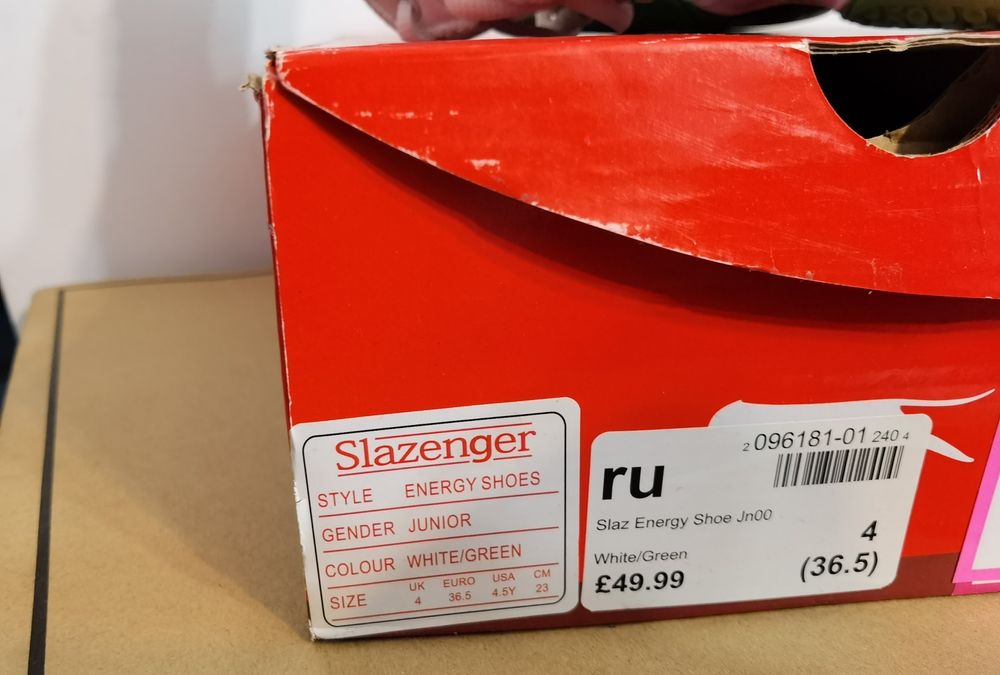 Slazenger
STYLE ENERGY SHOES
GENDER JUNIOR
COLOUR WHITE/GREEN
UK EURO USA CM
SIZE 4 36.5 4.5Y 23
2 096181-01 240 4
ru
Slaz Energy Shoe Jn00
4
White/Green
(36.5)
£49.99